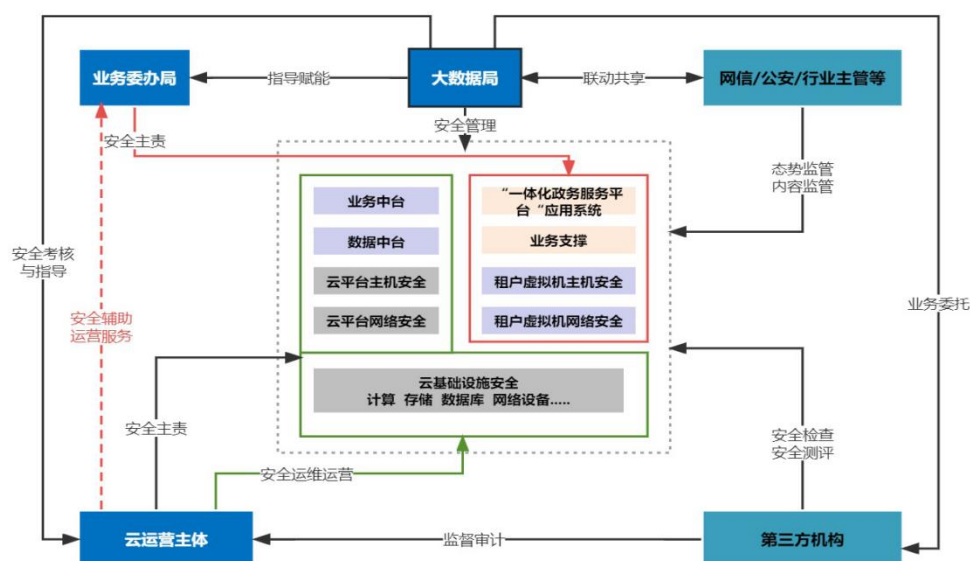 业务委办局
指导赋能
大数据局
联动共享
网信/公安/行业主管等
安全主责
安全管理
态势监管
内容监管
业务中台
数据中台
云平台主机安全
云平台网络安全
“一体化政务服务平
台“应用系统
业务支撑
租户虚拟机主机安全
租户虚拟机网络安全
安全考核
与指导
业务委托
安全辅助
运营服务
云基础设施安全
计算 存储 数据库 网络设备.....
安全主责
安全运维运营
安全检查
安全测评
云运营主体
监督审计
第三方机构